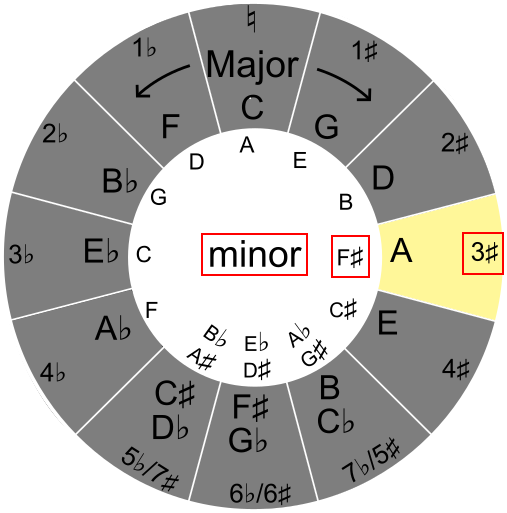 ♮
Major
C
1♯
G
2♯
D
3♯
A
4♯
E
7♭/5♯
B
C♭
6♭/6♯
F♯
G♭
5♭/7♯
C♯
D♭
4♭
A♭
3♭
E♭
2♭
B♭
1♭
F
minor
A
E
B
F♯
C♯
A♭
G♯
E♭
D♯
B♭
A♯
F
C
G
D